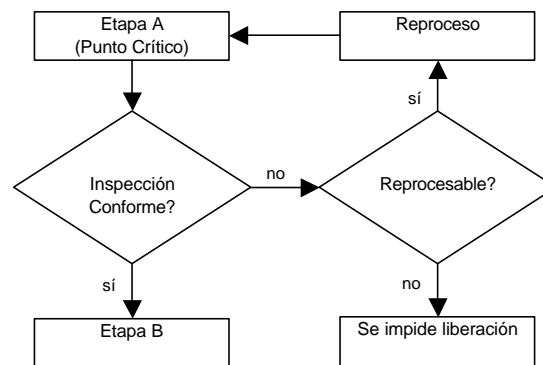 Etapa A
(Punto Crítico)
Reproceso
sí
Inspección
Conforme?
no
Reprocesable?
sí
no
Etapa B
Se impide liberación